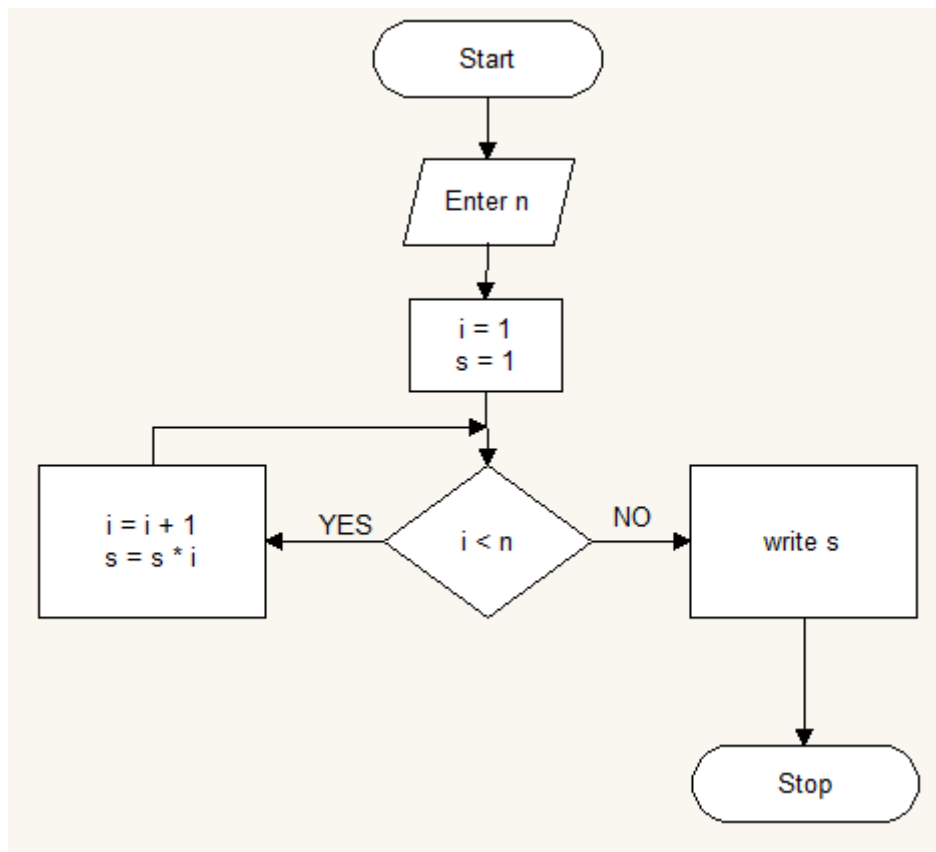 Start
Enter n
i = 1
s = 1
i = i + 1
s = s * i
YES
i < n
NO
write s
Stop